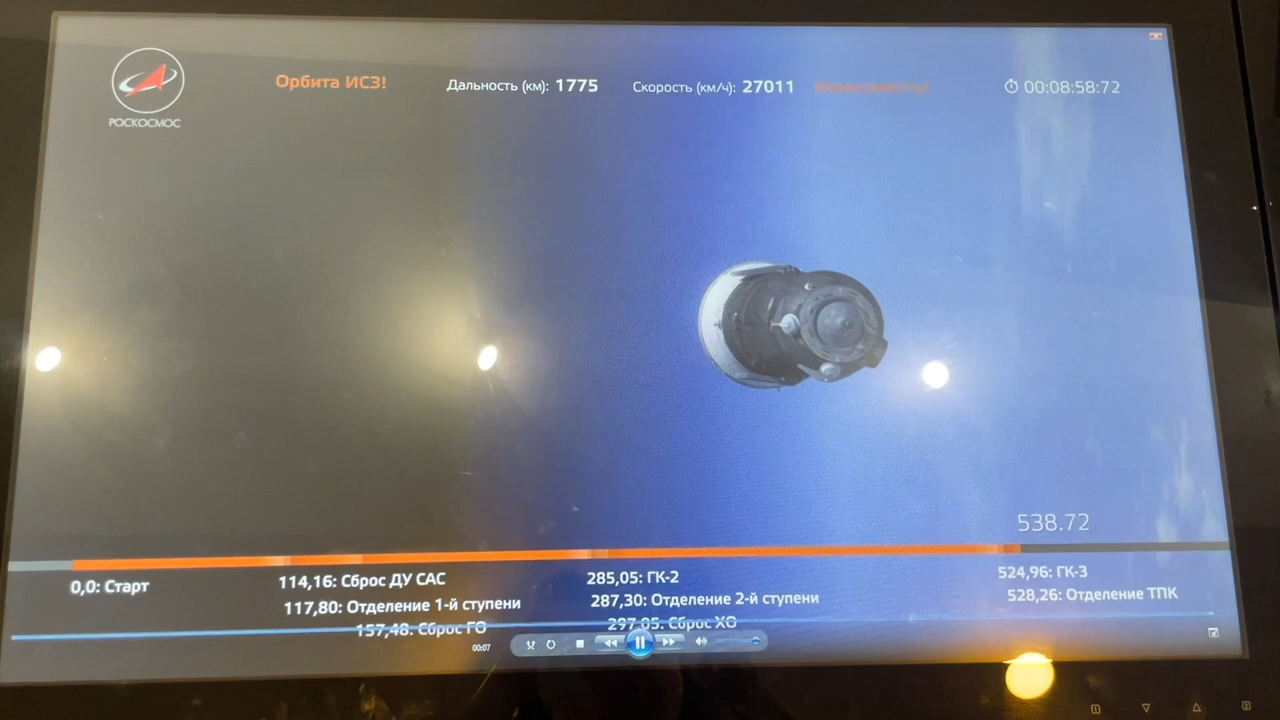 Орбита ИСЗ!
Дальность (км): 1775
Скорость (км/ч): 27011
00:08:58:72
РОСКОСМОС
538.72
0,0: Старт
114,16: Сброс ДУ САС
117,80: Отделение 1-й ступени
157,48: Сброс ГО
285,05: ГК-2
287,30: Отделение 2-й ступени
297,05: Сброс ХО
524,96: ГК-3
528,26: Отделение ТПК
00:07